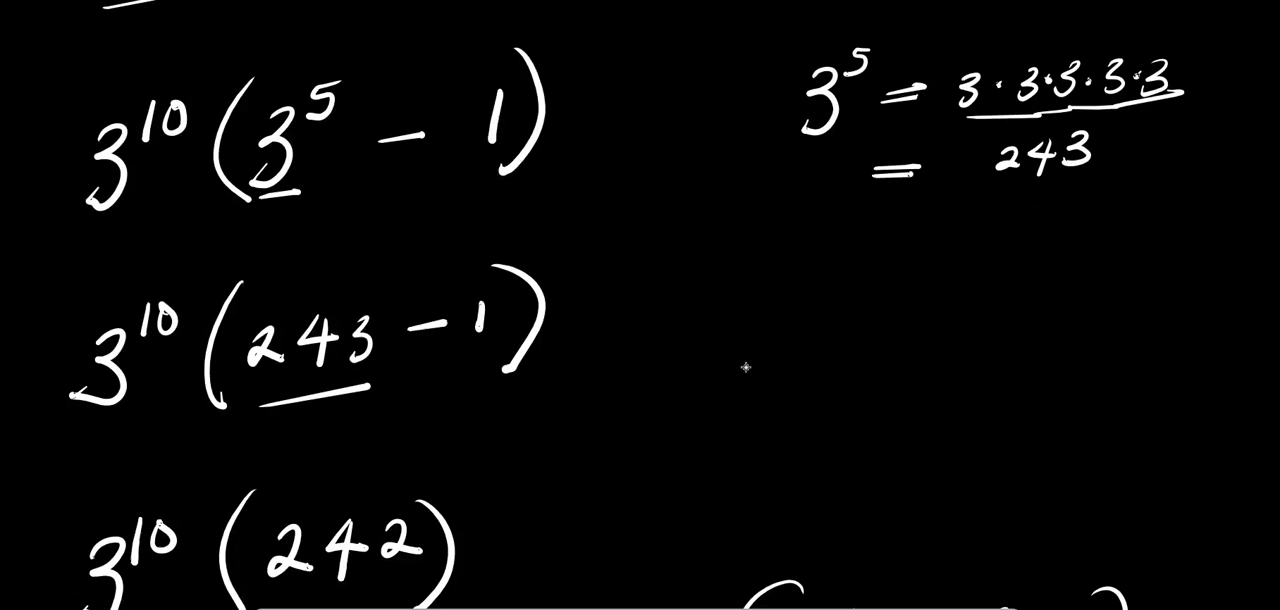 3^10 (3^5 - 1)
3^5 = 3 · 3 · 3 · 3 · 3
= 243
3^10 (243 - 1)
3^10 (242)